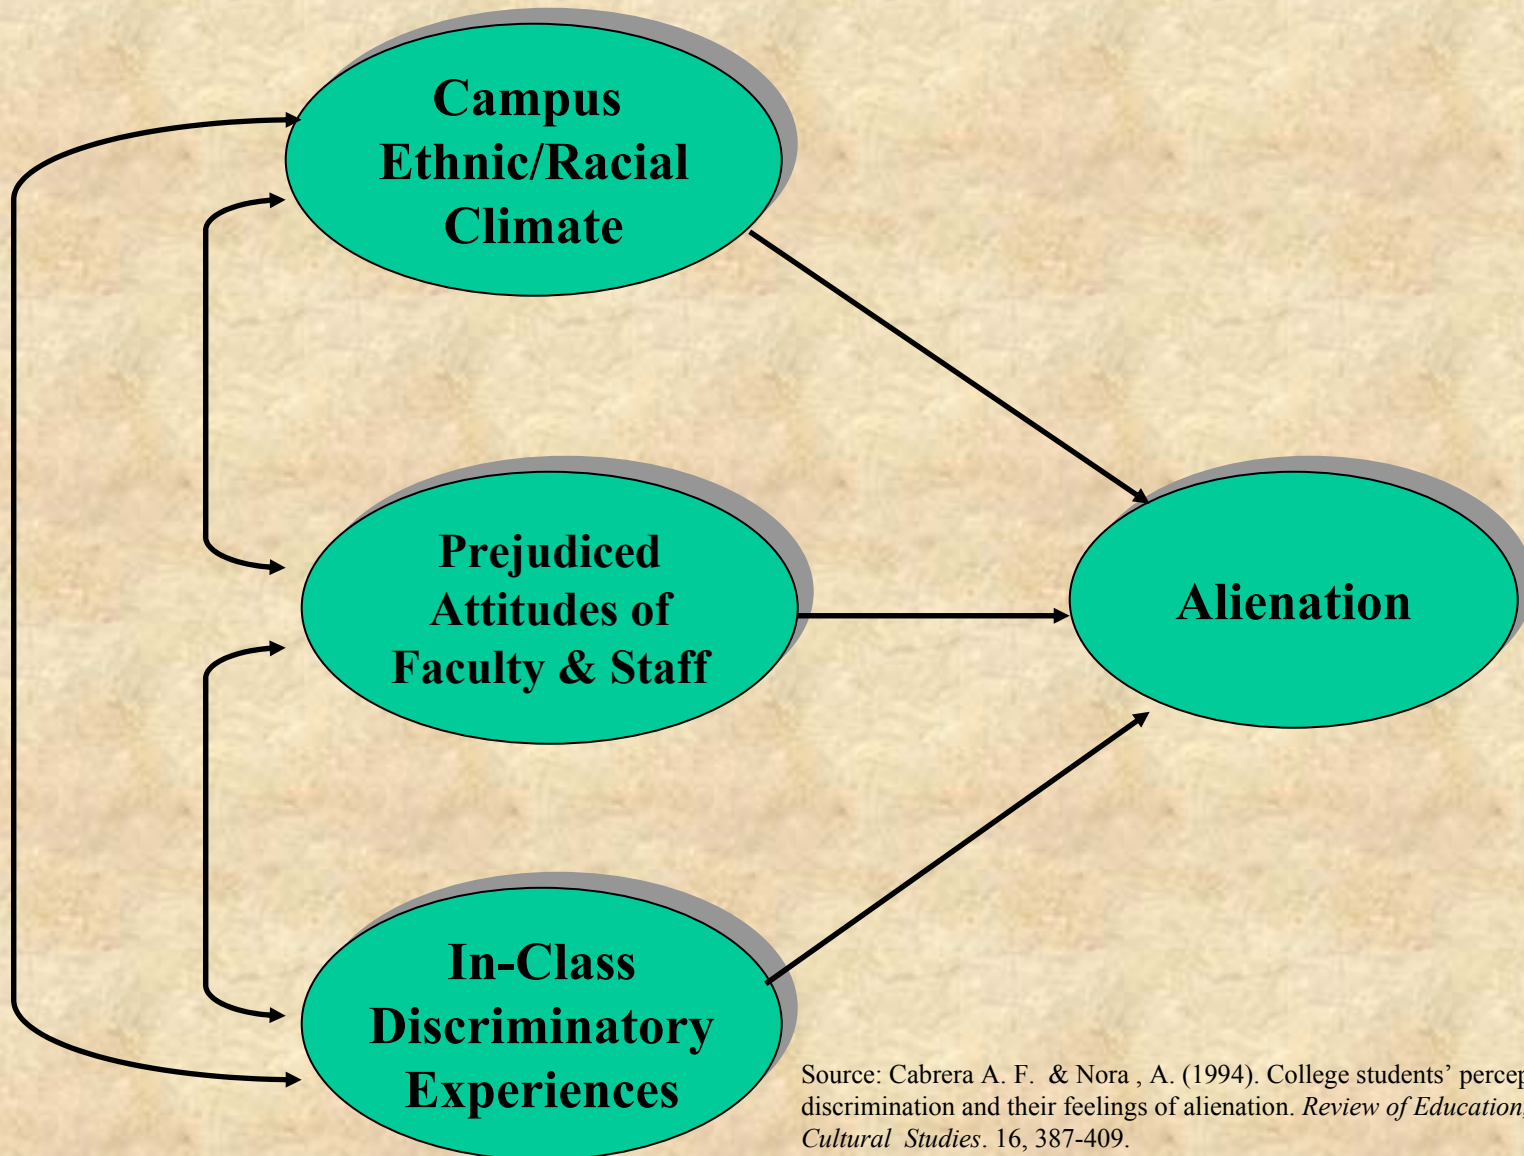 Campus
Ethnic/Racial
Climate
Prejudiced
Attitudes of
Faculty & Staff
Alienation
In-Class
Discriminatory
Experiences
Source: Cabrera A. F. & Nora , A. (1994). College students’
discrimination and their feelings of alienation. Review of Education,
Cultural Studies. 16, 387-409.